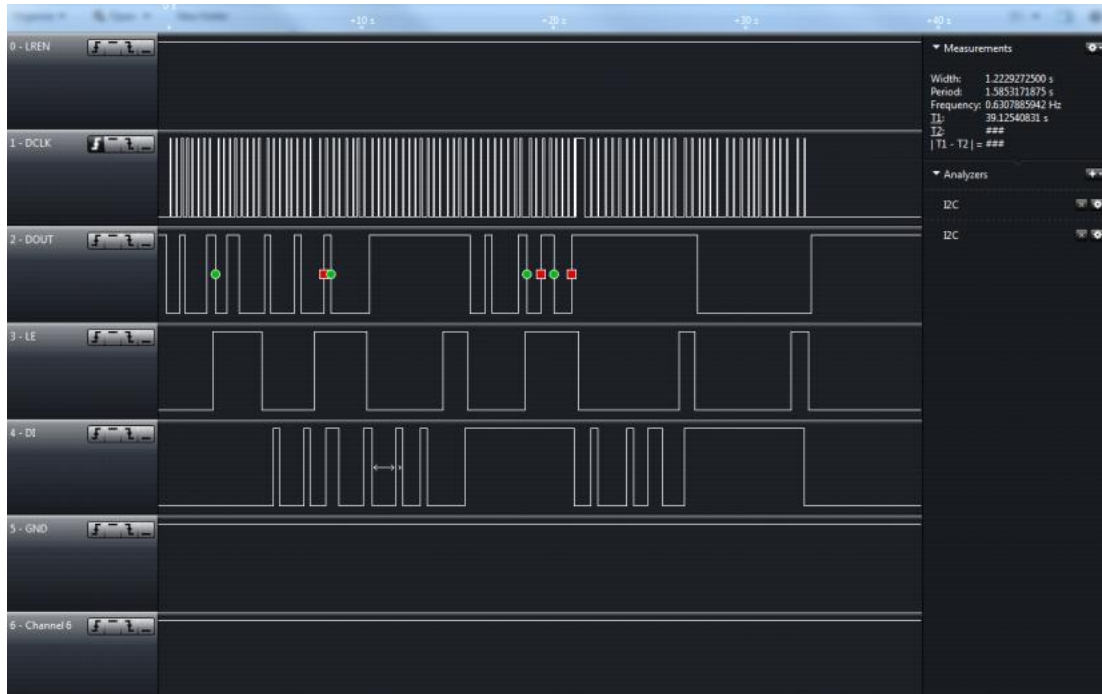 Open
0 s
+10 s
+20 s
+30 s
+40 s
0 - LREN
1 - DCLK
2 - DOUT
3 - LE
4 - DI
5 - GND
6 - Channel 6
Measurements
Width: 1.2229272500 s
Period: 1.5853171875 s
Frequency: 0.6307885942 Hz
T1: 39.12540831 s
T2: ###
| T1 - T2 | = ###
Analyzers
I2C
I2C